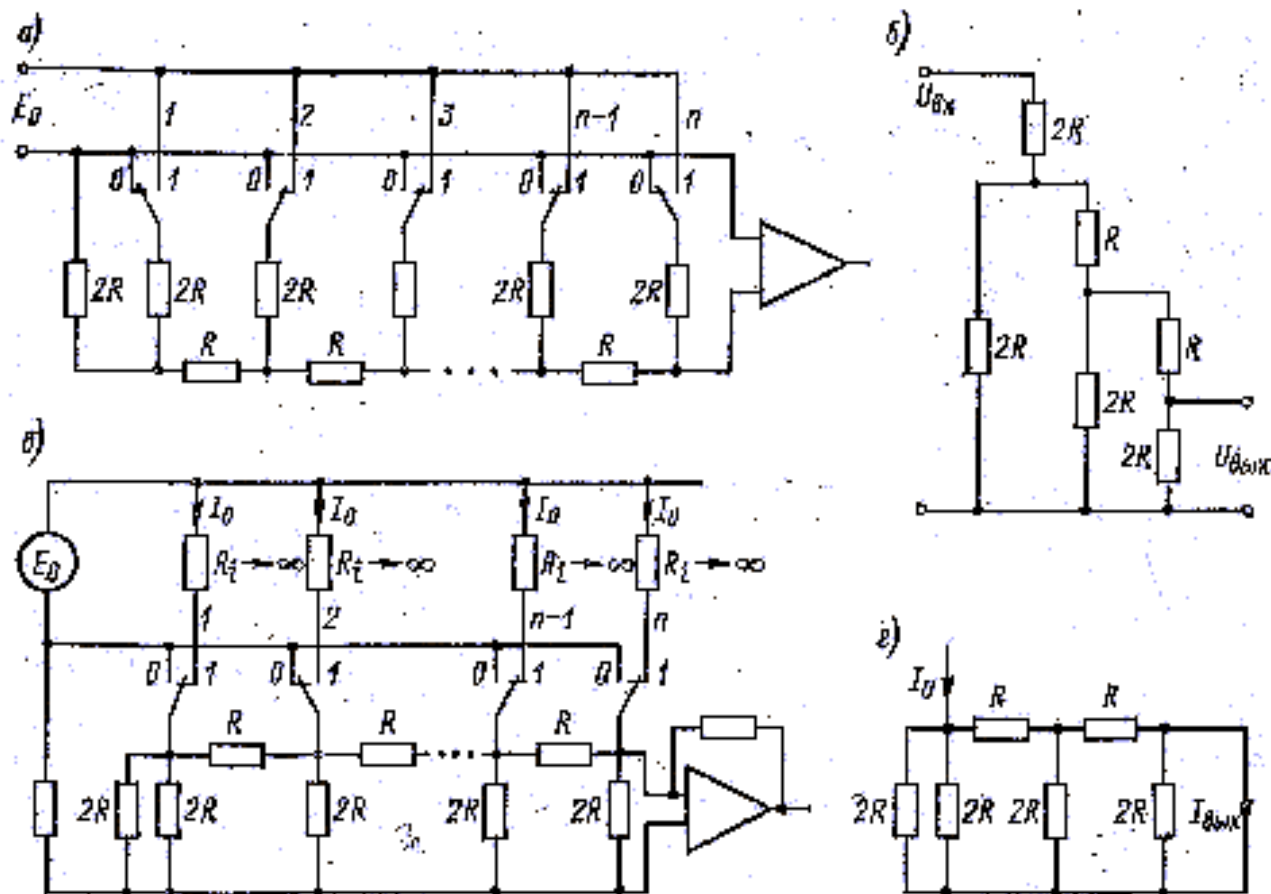 а)
E₀
1 2 3 n-1 n
0 1 0 1 0 1 0 1 0 1
2R 2R 2R 2R 2R
R R R
б)
Uвх
2R
R
2R R
2R
2R Uвых
в)
I₀ I₀ I₀ I₀
E₀ Ri→∞ Ri→∞ Ri→∞ Ri→∞
1 2 n-1 n
0 1 0 1 0 1 0 1
R R R
2R 2R 2R 2R 2R
г)
I₀ R R
2R 2R 2R 2R Iвых